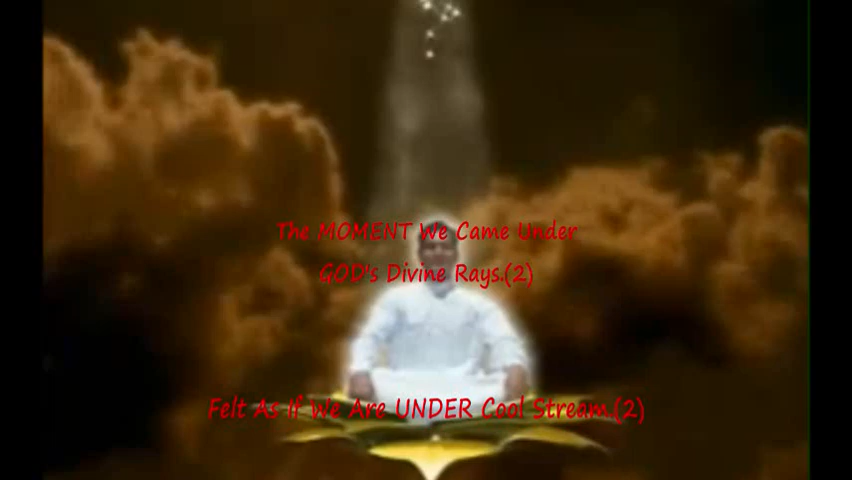 The MOMENT We Came Under
GOD's Divine Rays.(2)
Felt As If We Are UNDER Cool Stream.(2)